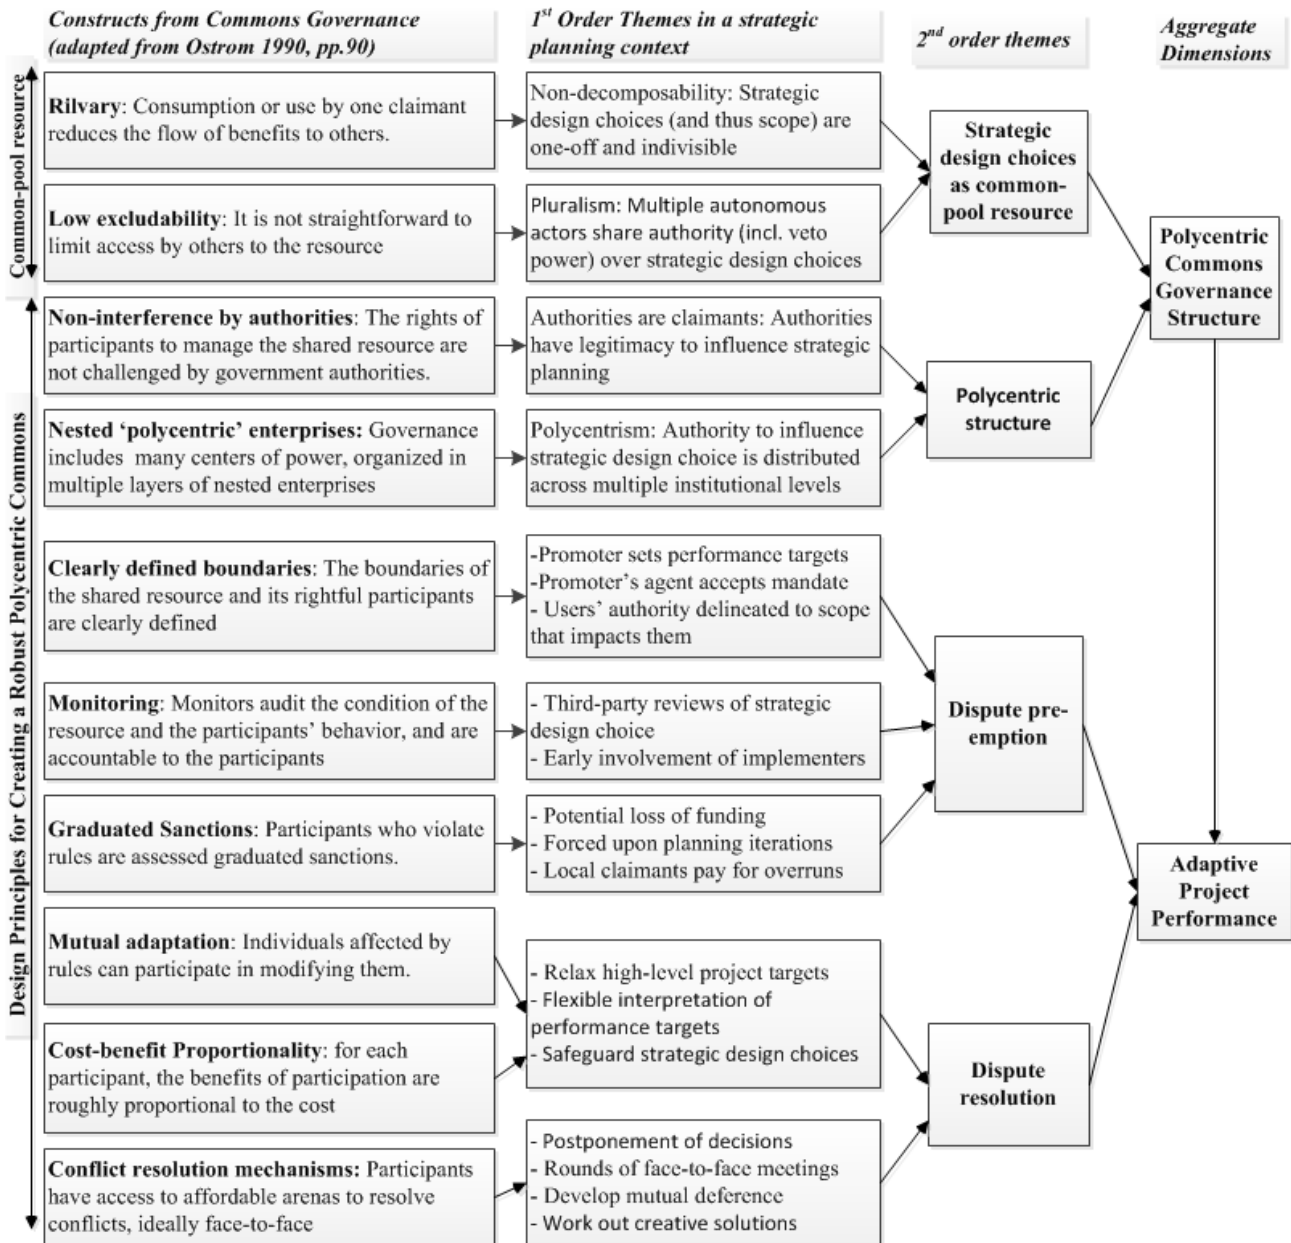 Constructs from Commons Governance
(adapted from Ostrom 1990, pp.90)
1st Order Themes in a strategic
planning context
2nd order themes
Aggregate
Dimensions
Common-pool resource
Rilvary: Consumption or use by one claimant
reduces the flow of benefits to others.
Non-decomposability: Strategic
design choices (and thus scope) are
one-off and indivisible
Strategic
design choices
as common-
pool resource
Low excludability: It is not straightforward to
limit access by others to the resource
Pluralism: Multiple autonomous
actors share authority (incl. veto
power) over strategic design choices
Polycentric
Commons
Governance
Structure
Design Principles for Creating a Robust Polycentric Commons
Non-interference by authorities: The rights of
participants to manage the shared resource are
not challenged by government authorities.
Authorities are claimants: Authorities
have legitimacy to influence strategic
planning
Polycentric
structure
Nested ‘polycentric’ enterprises: Governance
includes many centers of power, organized in
multiple layers of nested enterprises
Polycentrism: Authority to influence
strategic design choice is distributed
across multiple institutional levels
Clearly defined boundaries: The boundaries of
the shared resource and its rightful participants
are clearly defined
-Promoter sets performance targets
-Promoter’s agent accepts mandate
- Users’ authority delineated to scope
that impacts them
Monitoring: Monitors audit the condition of the
resource and the participants’ behavior, and are
accountable to the participants
- Third-party reviews of strategic
design choice
- Early involvement of implementers
Dispute pre-
emption
Graduated Sanctions: Participants who violate
rules are assessed graduated sanctions.
- Potential loss of funding
- Forced upon planning iterations
- Local claimants pay for overruns
Adaptive
Project
Performance
Mutual adaptation: Individuals affected by
rules can participate in modifying them.
- Relax high-level project targets
- Flexible interpretation of
performance targets
- Safeguard strategic design choices
Cost-benefit Proportionality: for each
participant, the benefits of participation are
roughly proportional to the cost
Dispute
resolution
Conflict resolution mechanisms: Participants
have access to affordable arenas to resolve
conflicts, ideally face-to-face
- Postponement of decisions
- Rounds of face-to-face meetings
- Develop mutual deference
- Work out creative solutions